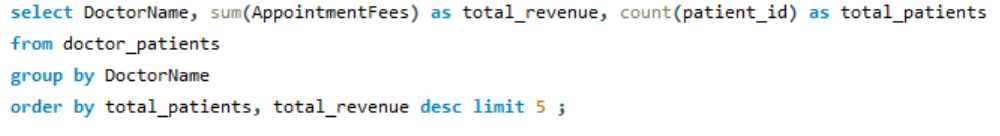 select DoctorName, sum(AppointmentFees) as total_revenue, count(patient_id) as total_patients
from doctor_patients
group by DoctorName
order by total_patients, total_revenue desc limit 5 ;